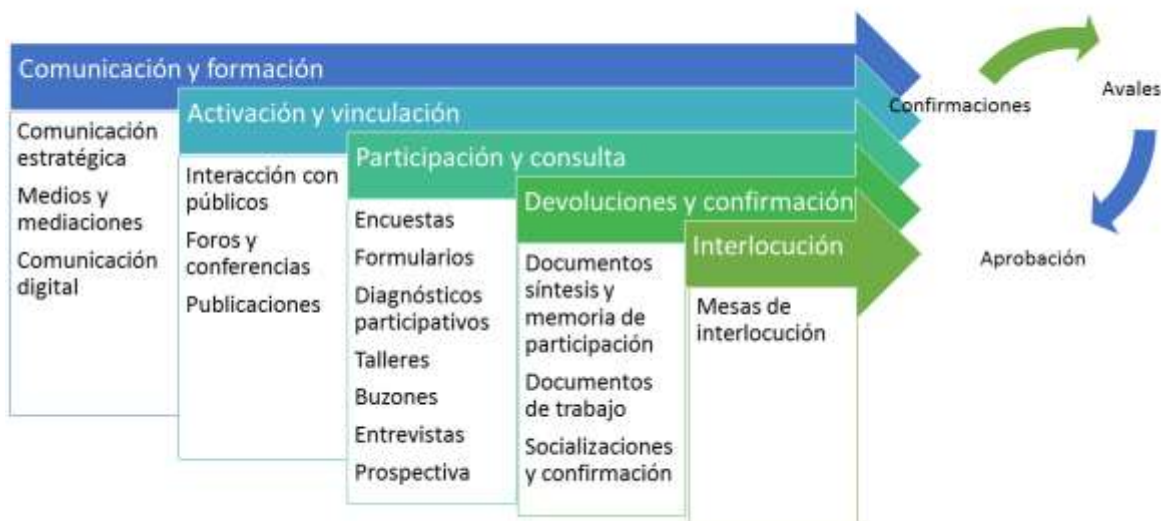 Comunicación y formación
Comunicación
estratégica
Medios y
mediaciones
Comunicación
digital
Activación y vinculación
Interacción con
públicos
Foros y
conferencias
Publicaciones
Participación y consulta
Encuestas
Formularios
Diagnósticos
participativos
Talleres
Buzones
Entrevistas
Prospectiva
Devoluciones y confirmación
Documentos
síntesis y
memoria de
participación
Documentos
de trabajo
Socializaciones
y confirmación
Interlocución
Mesas de
interlocución
Confirmaciones
Avales
Aprobación